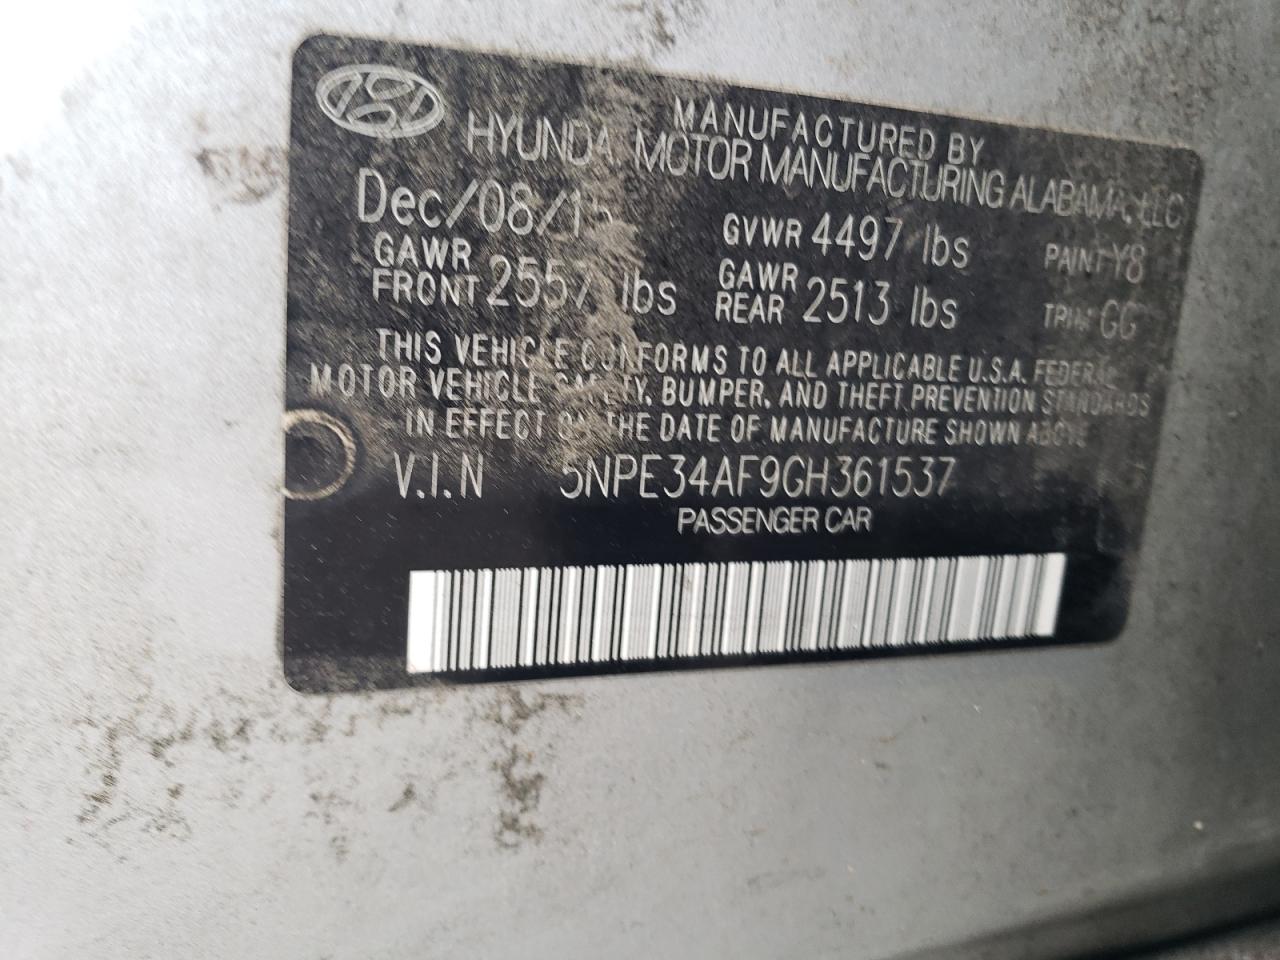 MANUFACTURED BY
HYUNDAI MOTOR MANUFACTURING ALABAMA, LLC
Dec/08/15
GVWR 4497 lbs PAINT Y8
GAWR FRONT 2557 lbs GAWR REAR 2513 lbs TRIM GG
THIS VEHICLE CONFORMS TO ALL APPLICABLE U.S.A. FEDERAL
MOTOR VEHICLE SAFETY, BUMPER, AND THEFT PREVENTION STANDARDS
IN EFFECT ON THE DATE OF MANUFACTURE SHOWN ABOVE
V.I.N 5NPE34AF9GH361537
PASSENGER CAR